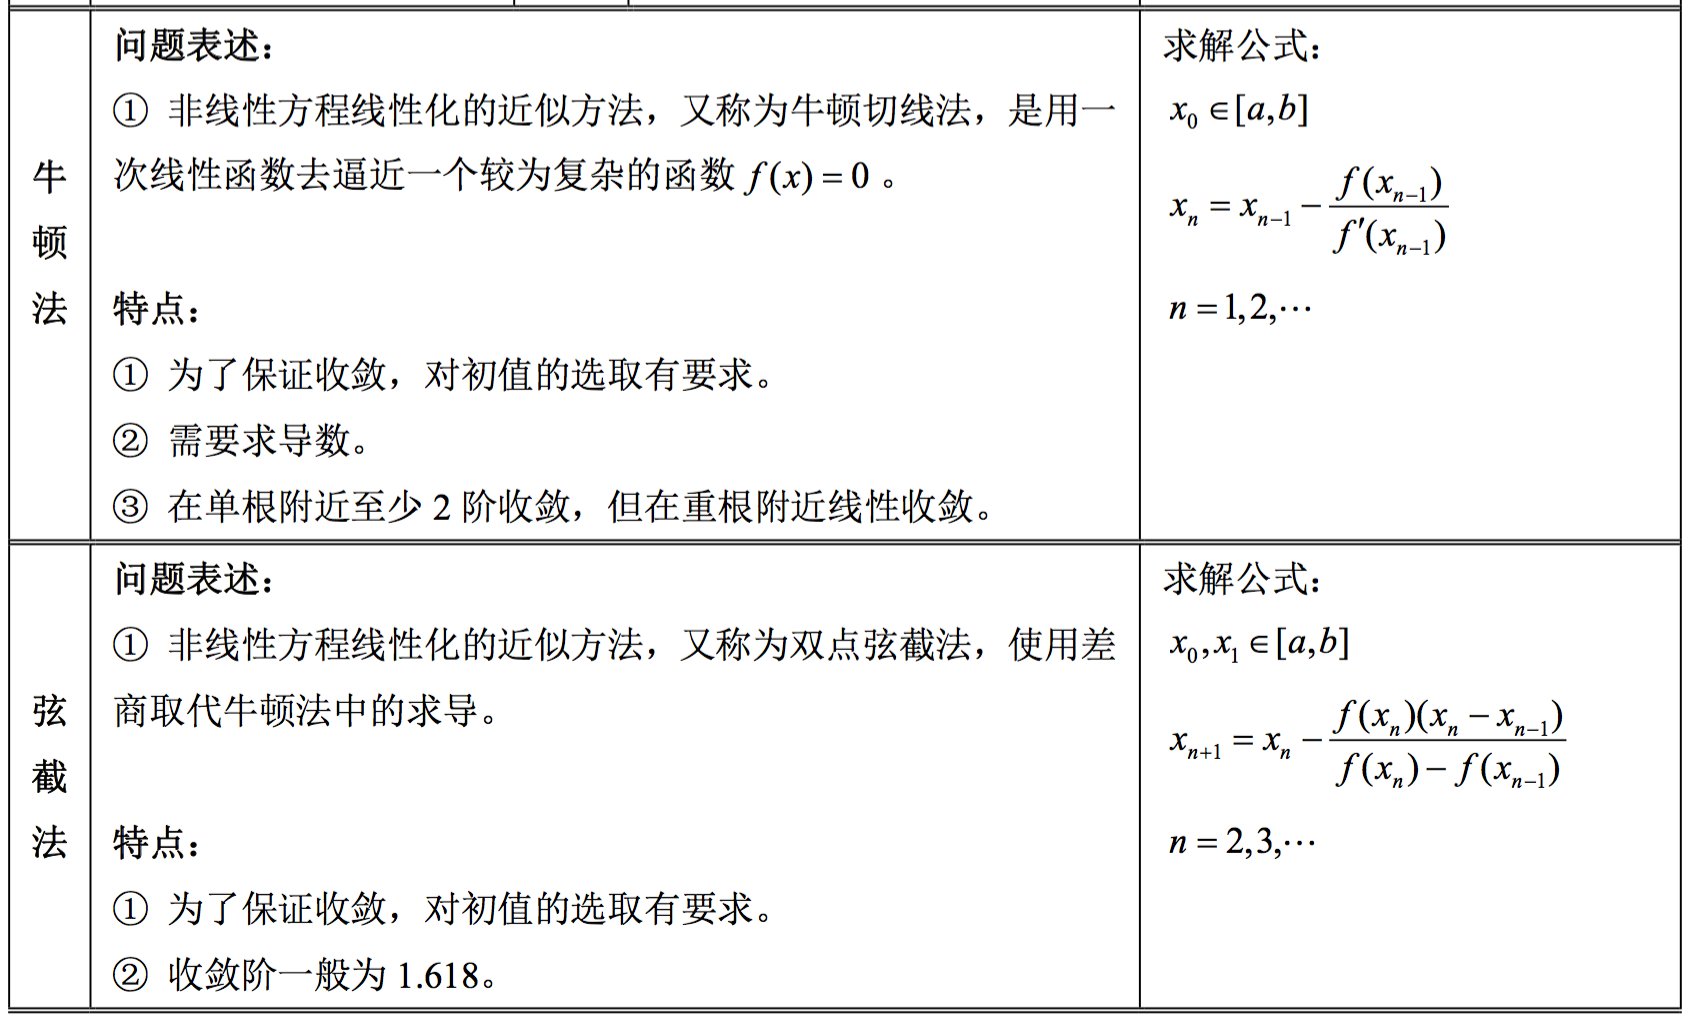 牛顿法
问题表述：
① 非线性方程线性化的近似方法，又称为牛顿切线法，是用一
次线性函数去逼近一个较为复杂的函数 f(x) = 0 。
特点：
① 为了保证收敛，对初值的选取有要求。
② 需要求导数。
③ 在单根附近至少 2 阶收敛，但在重根附近线性收敛。
求解公式：
x_0 ∈[a,b]
x_n = x_{n−1} − \frac{f(x_{n−1})}{f′(x_{n−1})}
n = 1,2,⋯
弦截法
问题表述：
① 非线性方程线性化的近似方法，又称为双点弦截法，使用差
商取代牛顿法中的求导。
特点：
① 为了保证收敛，对初值的选取有要求。
② 收敛阶一般为 1.618。
求解公式：
x_0,x_1 ∈[a,b]
x_{n+1} = x_n − \frac{f(x_n)(x_n − x_{n−1})}{f(x_n) − f(x_{n−1})}
n = 2,3,⋯